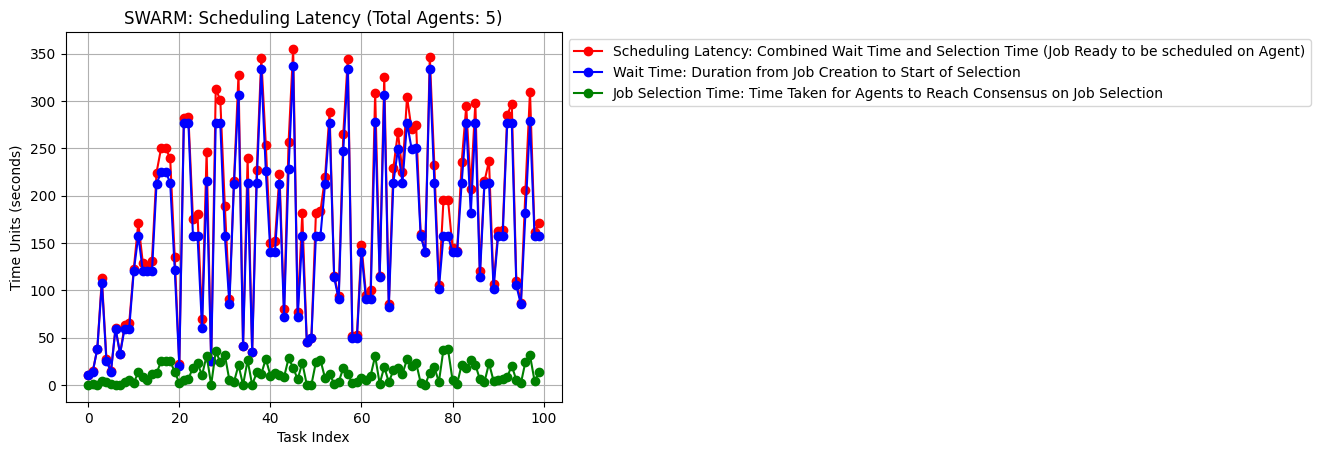 SWARM: Scheduling Latency (Total Agents: 5)
Scheduling Latency: Combined Wait Time and Selection Time (Job Ready to be scheduled on Agent)
Wait Time: Duration from Job Creation to Start of Selection
Job Selection Time: Time Taken for Agents to Reach Consensus on Job Selection
Time Units (seconds)
350
300
250
200
150
100
50
0
0 20 40 60 80 100
Task Index